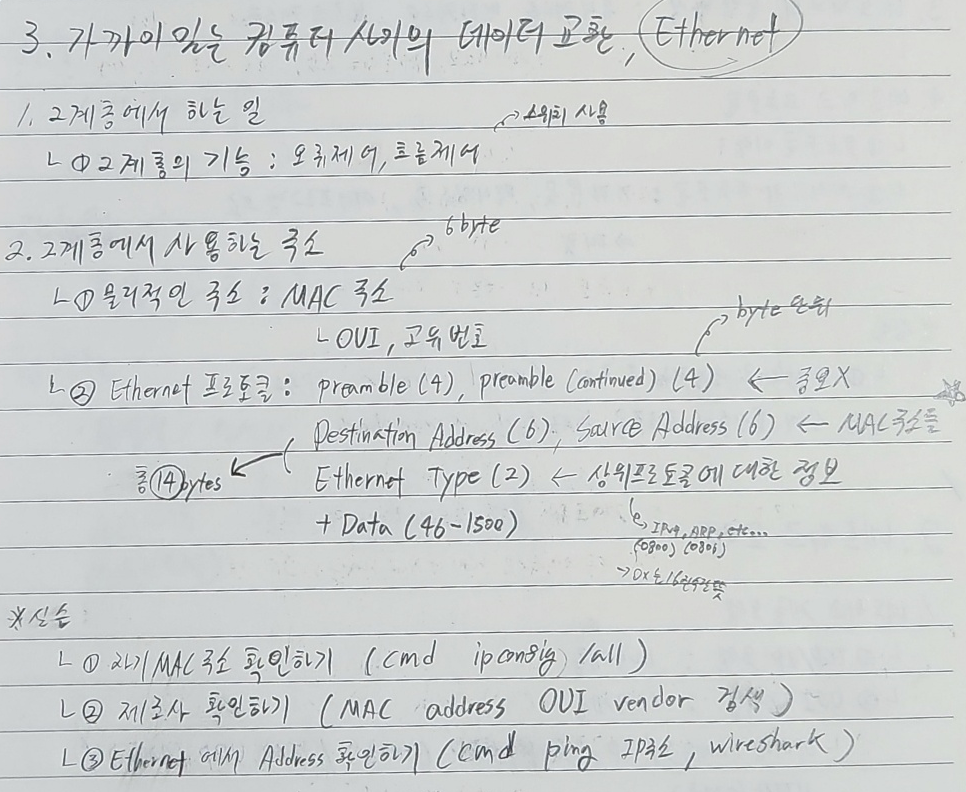 3. 가까이 있는 컴퓨터 사이의 데이터 교환, Ethernet
1. 2계층에서 하는 일
스위치 사용
ㄴ ① 2계층의 기능 : 오류제어, 흐름제어
6byte
2. 2계층에서 사용하는 주소
ㄴ ① 물리적인 주소 : MAC 주소
ㄴ OUI, 고유번호
byte 단위
ㄴ ② Ethernet 프로토콜 : preamble (4), preamble (continued) (4) ← 중요X
Destination Address (6), Source Address (6) ← MAC주소들
총 14bytes ← Ethernet Type (2) ← 상위프로토콜에 대한 정보
+ Data (46-1500)
IPv4, ARP, etc...
(0800) (0806)
→ 0x는 16진수란 뜻
※실습
ㄴ ① 자기 MAC 주소 확인하기 (cmd ipconfig /all)
ㄴ ② 제조사 확인하기 (MAC address OUI vendor 검색)
ㄴ ③ Ethernet 에서 Address 확인하기 (cmd ping IP주소, wireshark)